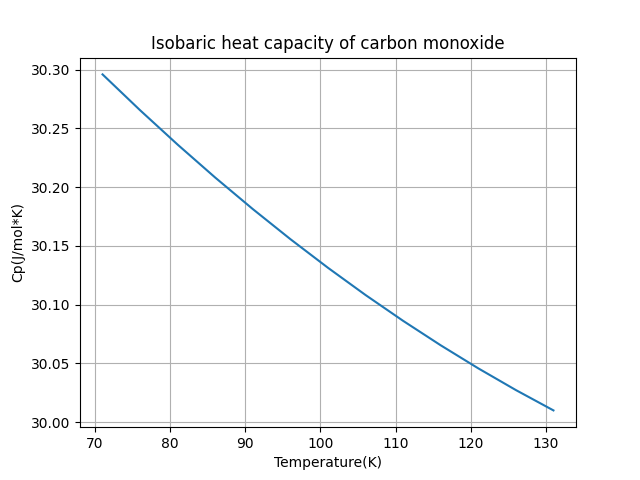 Isobaric heat capacity of carbon monoxide
30.30
30.25
30.20
30.15
30.10
30.05
30.00
Cp(J/mol*K)
70 80 90 100 110 120 130
Temperature(K)